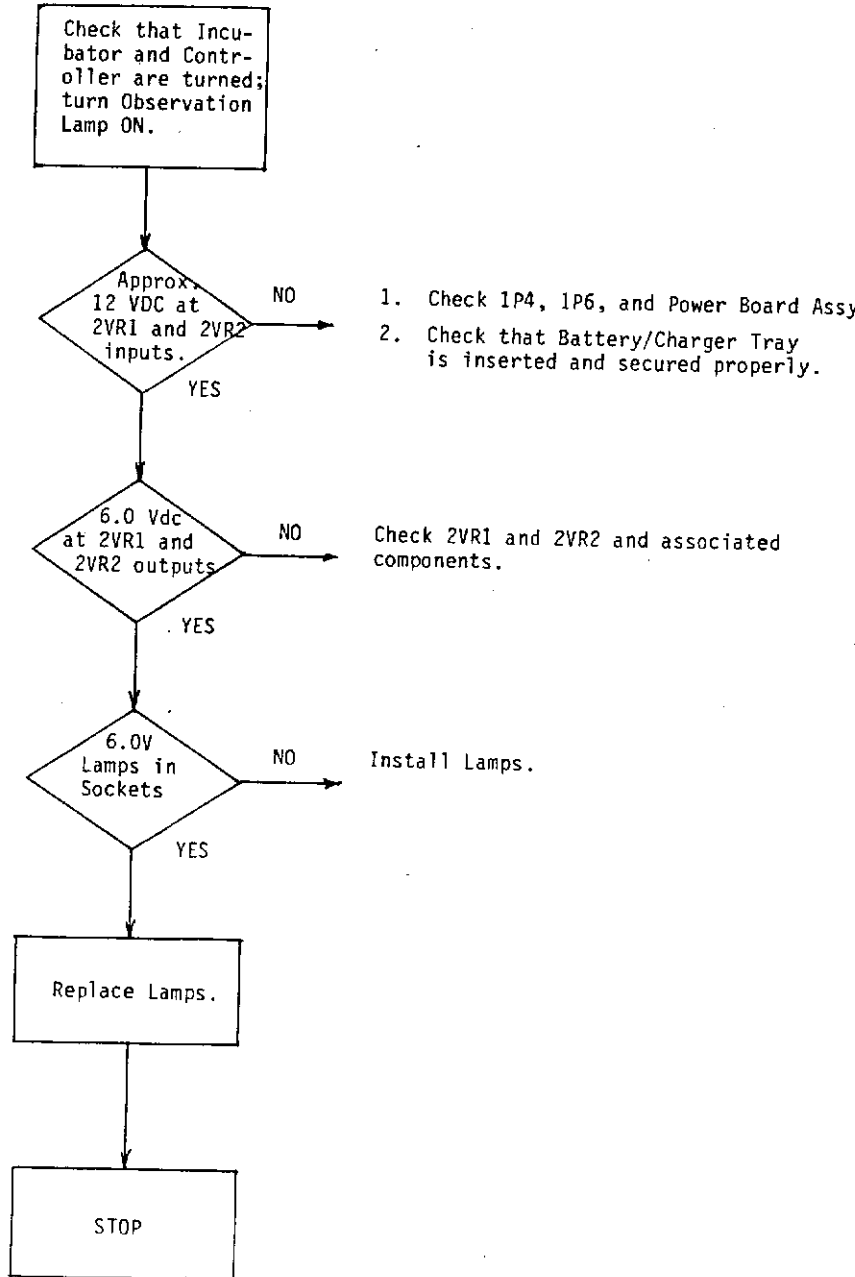 Check that Incu-
bator and Contr-
oller are turned;
turn Observation
Lamp ON.
Approx.
12 VDC at
2VR1 and 2VR2
inputs.
NO
1. Check 1P4, 1P6, and Power Board Assy
2. Check that Battery/Charger Tray
is inserted and secured properly.
YES
6.0 Vdc
at 2VR1 and
2VR2 outputs
NO
Check 2VR1 and 2VR2 and associated
components.
YES
6.0V
Lamps in
Sockets
NO
Install Lamps.
YES
Replace Lamps.
STOP